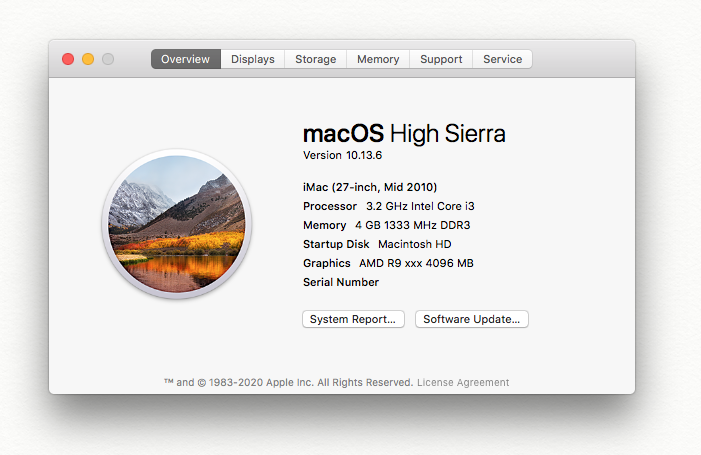 Overview Displays Storage Memory Support Service
macOS High Sierra
Version 10.13.6
iMac (27-inch, Mid 2010)
Processor 3.2 GHz Intel Core i3
Memory 4 GB 1333 MHz DDR3
Startup Disk Macintosh HD
Graphics AMD R9 xxx 4096 MB
Serial Number
System Report... Software Update...
™ and © 1983-2020 Apple Inc. All Rights Reserved. License Agreement